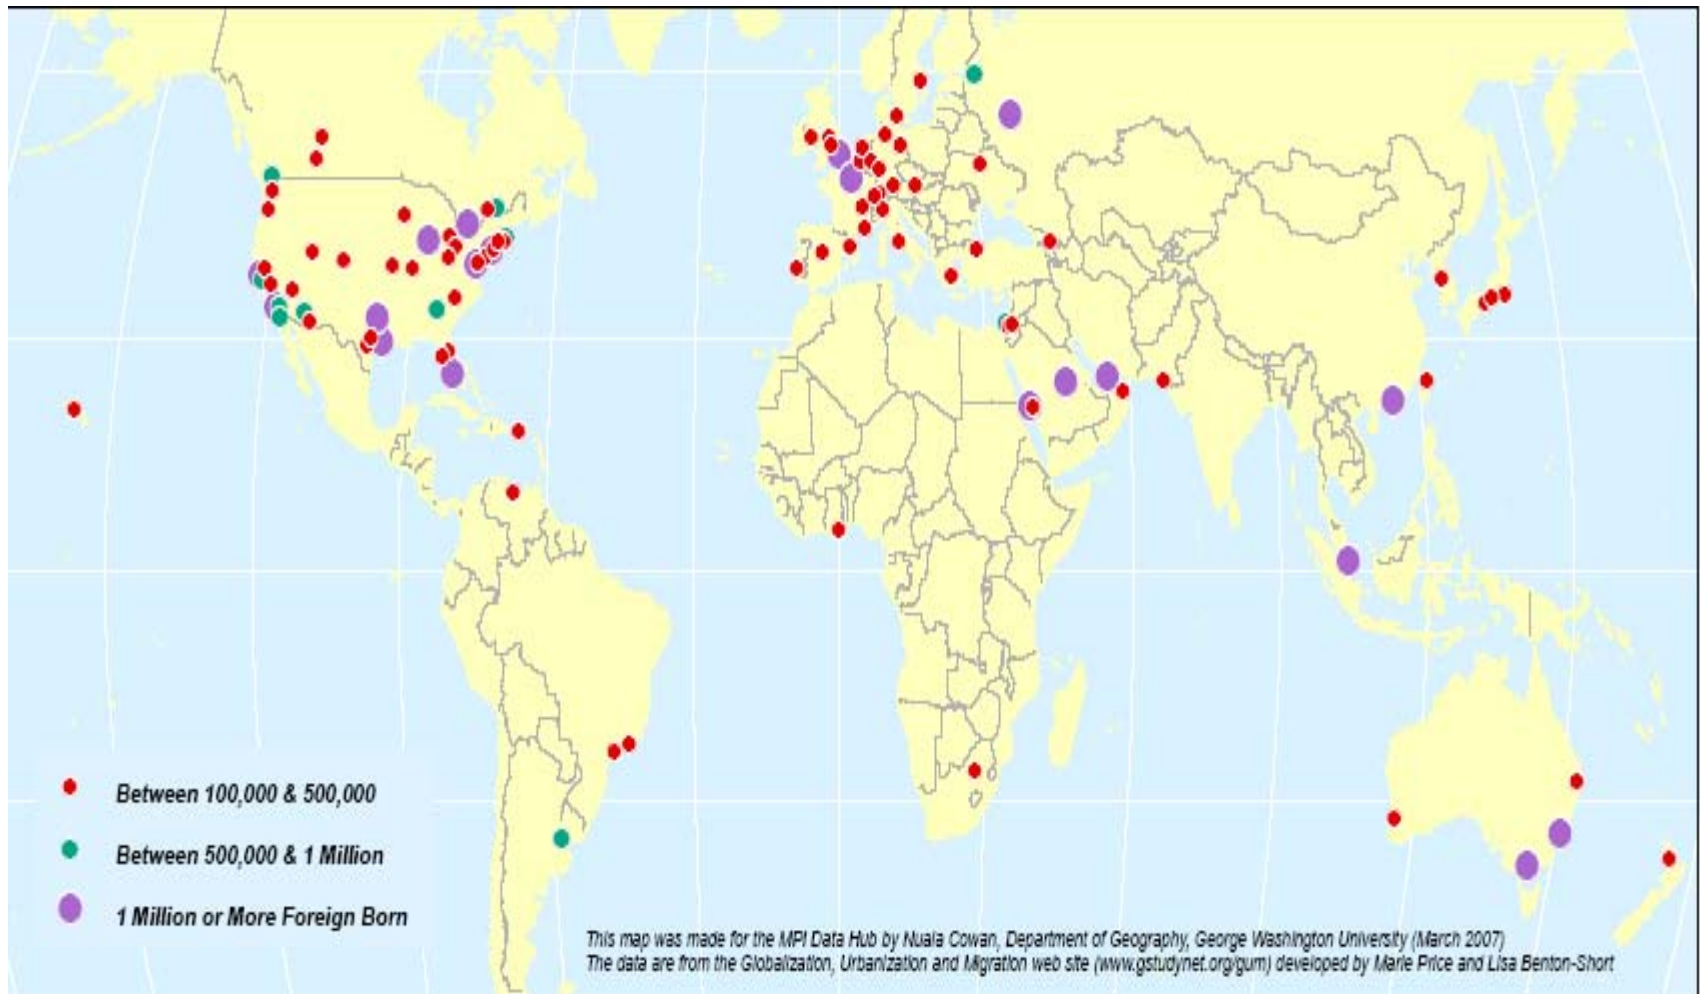 Between 100,000 & 500,000
Between 500,000 & 1 Million
1 Million or More Foreign Born
This map was made for the MPI Data Hub by Nuala Cowan, Department of Geography, George Washington University (March 2007)
The data are from the Globalization, Urbanization and Migration web site (www.gstudynet.org/gum) developed by Marie Price and Lisa Benton-Short